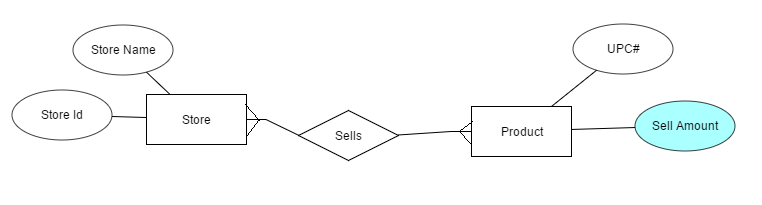 Store Name
UPC#
Store Id
Store
Sells
Product
Sell Amount